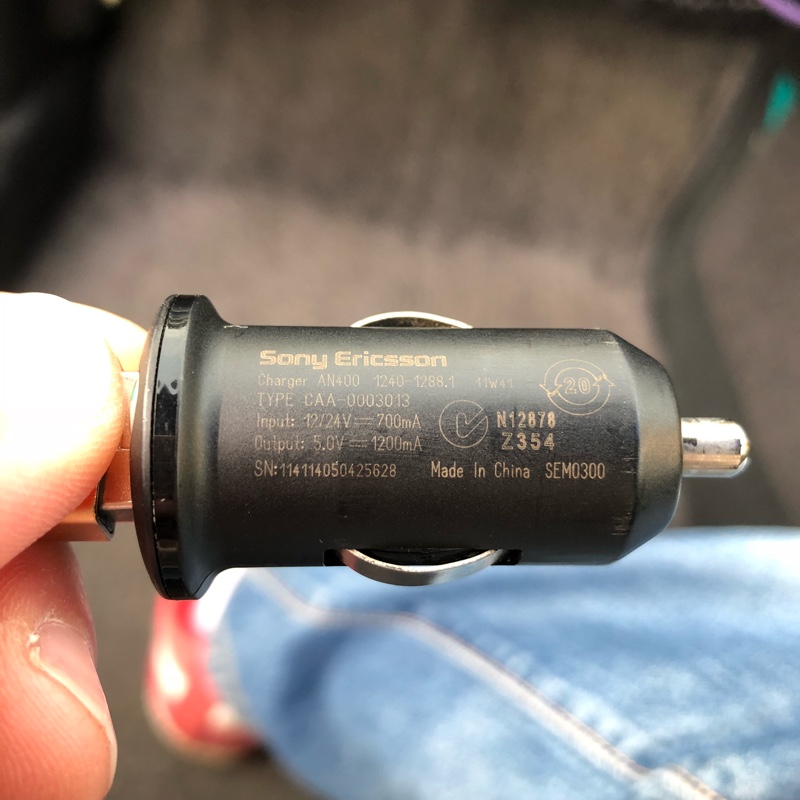 Sony Ericsson
Charger AN400 1240-1288.1 11W41
TYPE CAA-0003013
Input: 12/24V⎓700mA
Output: 5.0V⎓1200mA
N12878
Z354
20
SN:114114050425628 Made In China SEM0300